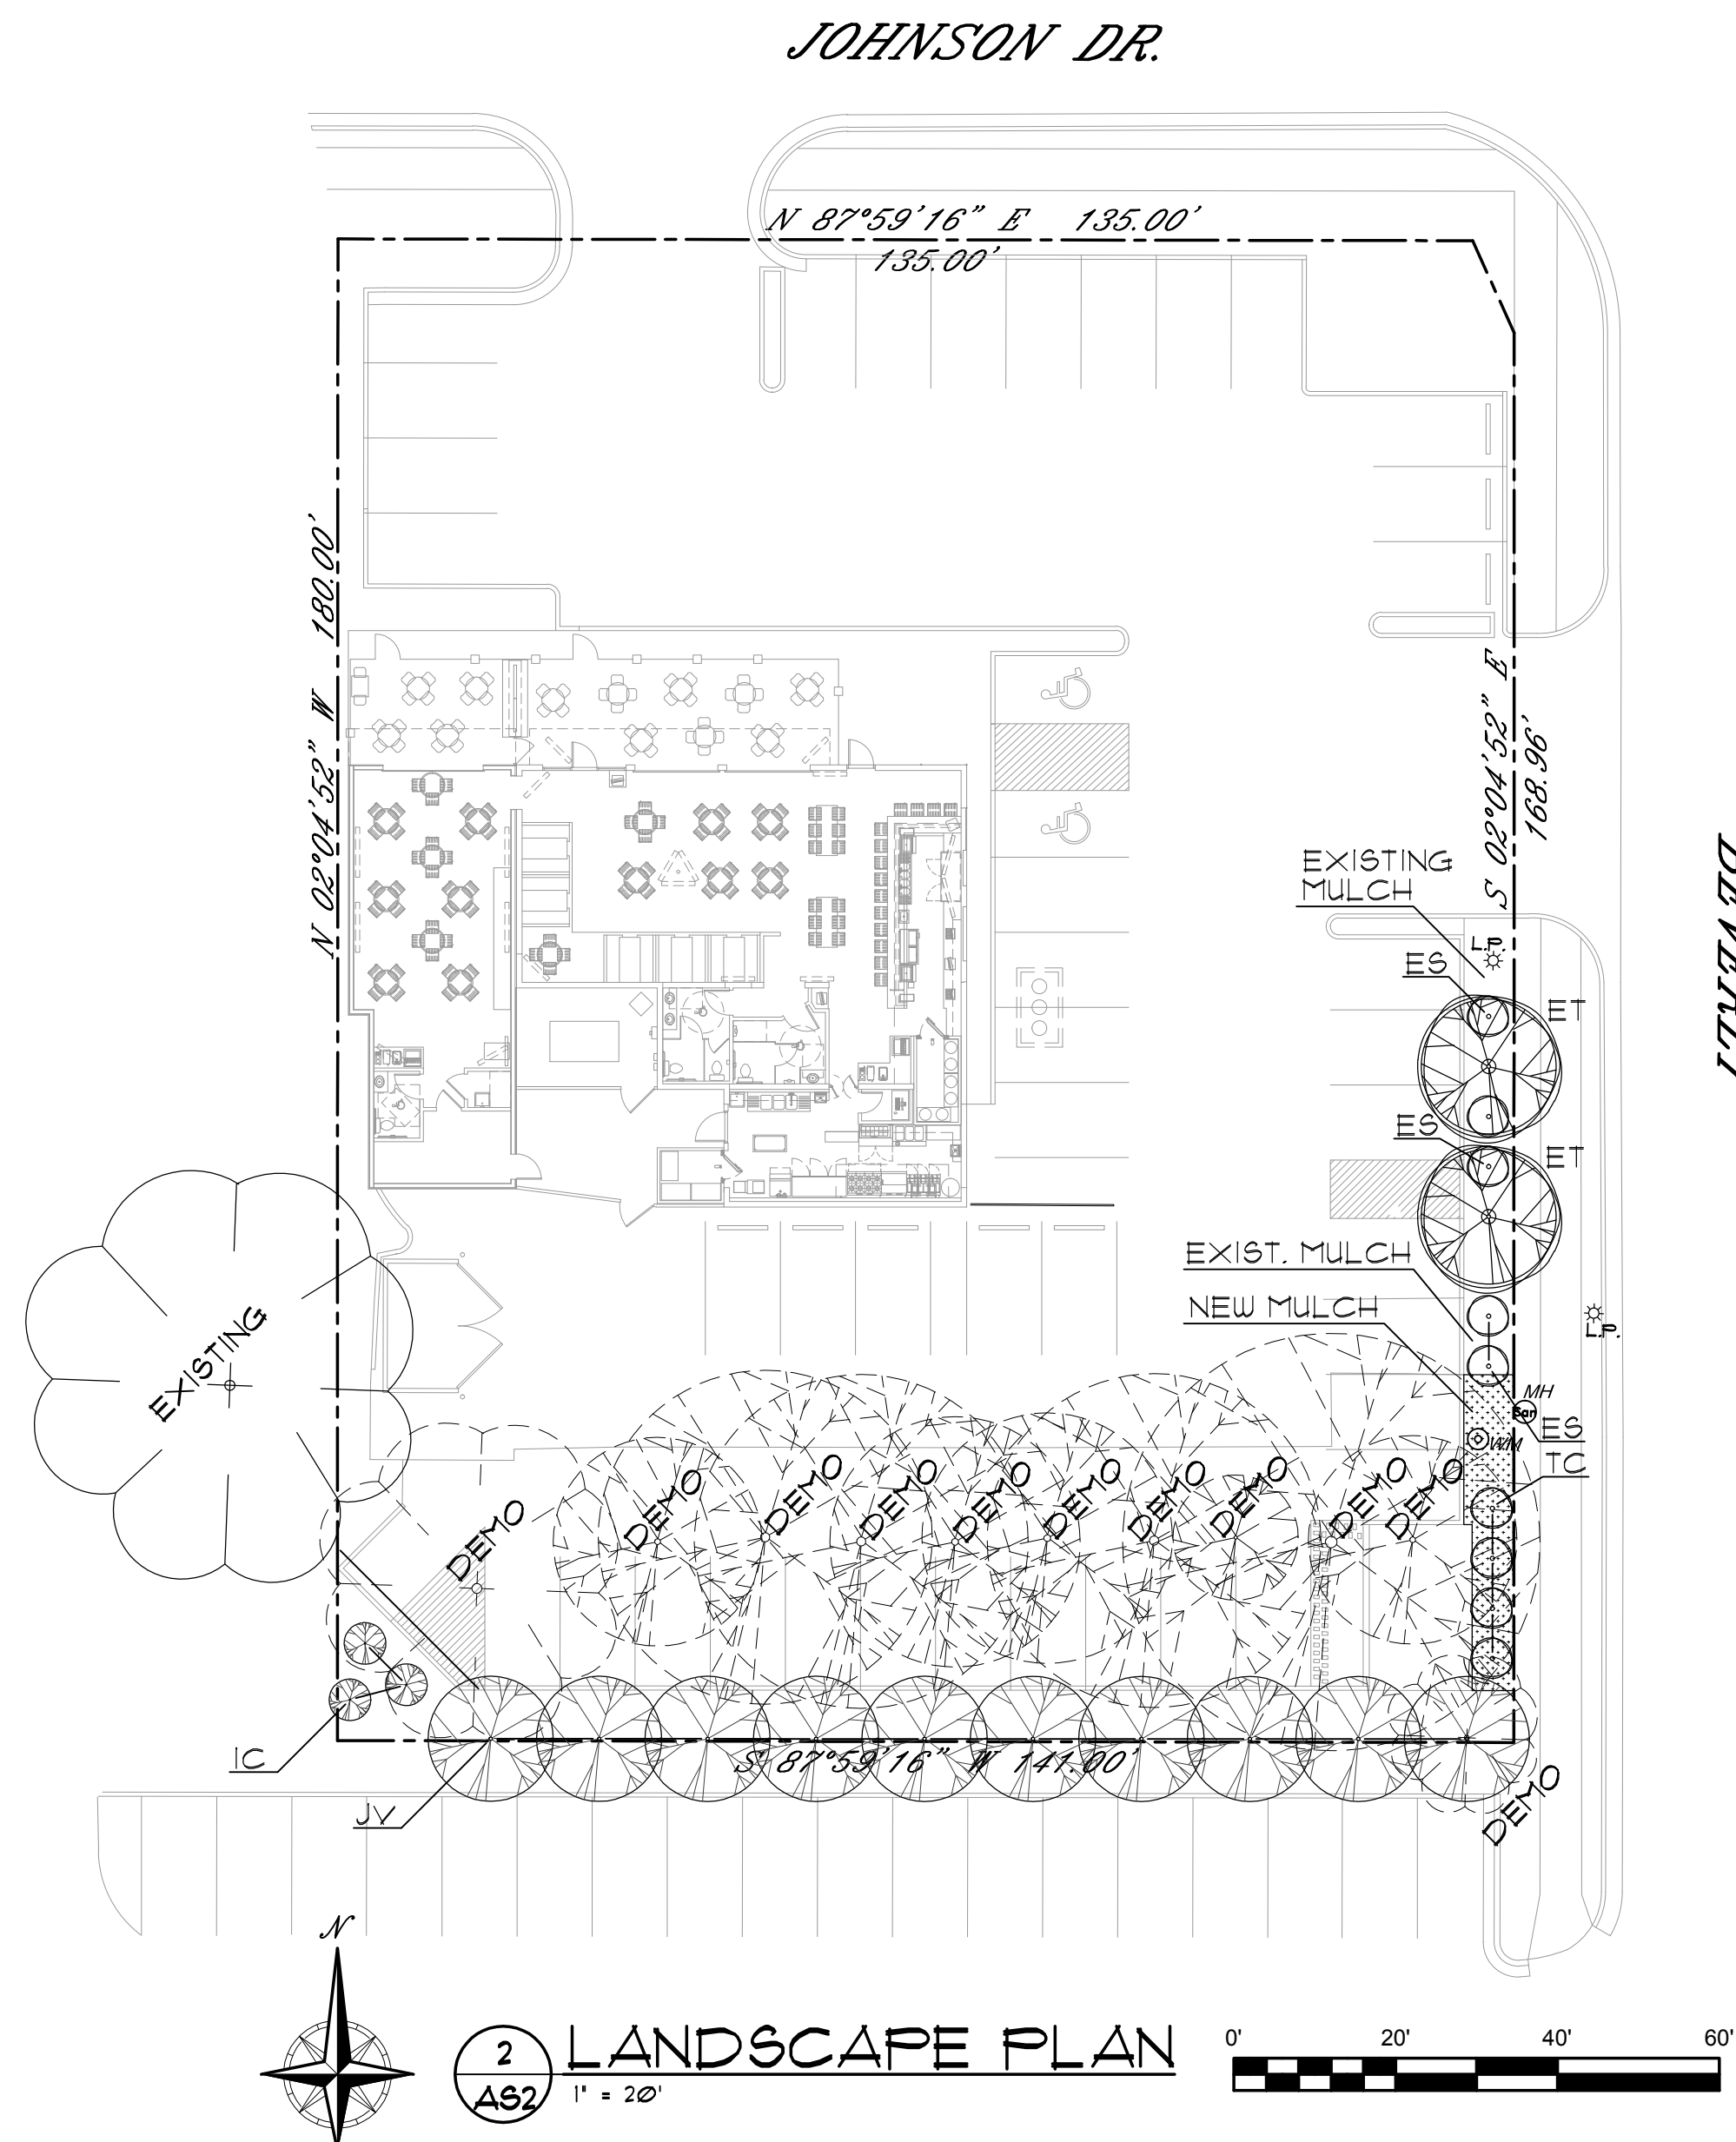 JOHNSON DR.
N 87°59'16" E 135.00'
135.00'
N 02°04'52" W 180.00'
S 02°04'52" E
168.96'
EXISTING
MULCH
L.P.
ES
ET
ES
ET
EXIST. MULCH
NEW MULCH
L.P.
EXISTING
MH
San
ES
WM
TC
DEMO
DEMO
DEMO
DEMO
DEMO
DEMO
DEMO
DEMO
DEMO
DEMO
S 87°59'16" W 141.00'
IC
JV
DEMO
N
2
AS2
LANDSCAPE PLAN
1" = 20'
0' 20' 40' 60'